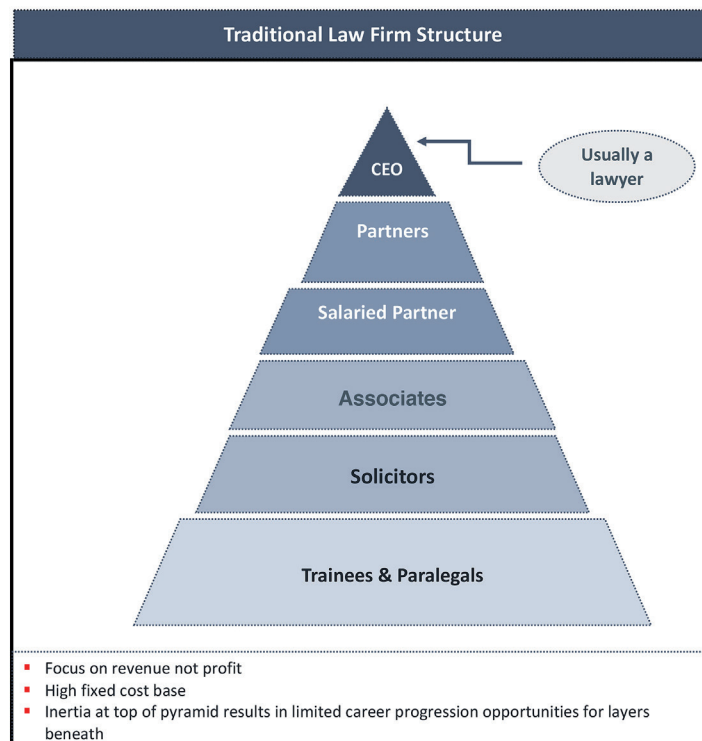 Traditional Law Firm Structure
CEO
Usually a
lawyer
Partners
Salaried Partner
Associates
Solicitors
Trainees & Paralegals
Focus on revenue not profit
High fixed cost base
Inertia at top of pyramid results in limited career progression opportunities for layers
beneath